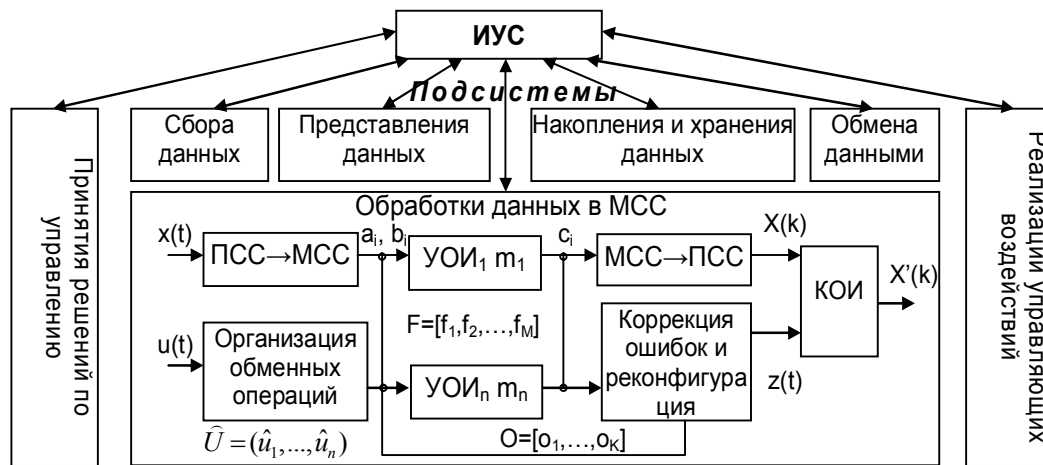 ИУС
Подсистемы
Принятия решений по
управлению
Сбора
данных
Представления
данных
Накопления и хранения
данных
Обмена
данными
Реализации управляющих
воздействий
Обработки данных в МСС
x(t)
ПСС→МСС
aᵢ, bᵢ
УОИ₁ m₁
cᵢ
МСС→ПСС
X(k)
КОИ
X’(k)
F=[f₁,f₂,…,f_M]
u(t)
Организация
обменных
операций
УОИₙ mₙ
Коррекция
ошибок и
реконфигура
ция
z(t)
Û = (û₁,...,ûₙ)
O=[o₁,…,o_K]